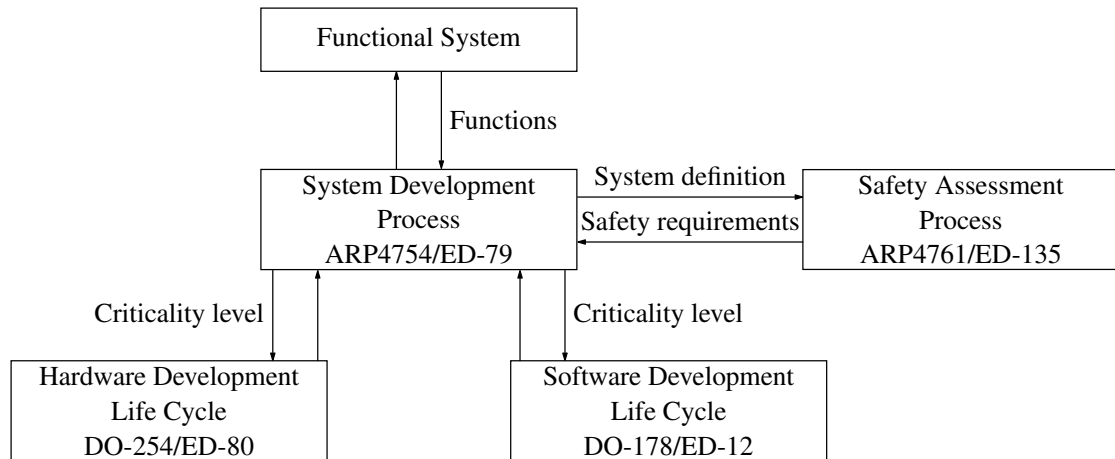 Functional System
Functions
System Development
Process
ARP4754/ED-79
System definition
Safety requirements
Safety Assessment
Process
ARP4761/ED-135
Criticality level
Criticality level
Hardware Development
Life Cycle
DO-254/ED-80
Software Development
Life Cycle
DO-178/ED-12